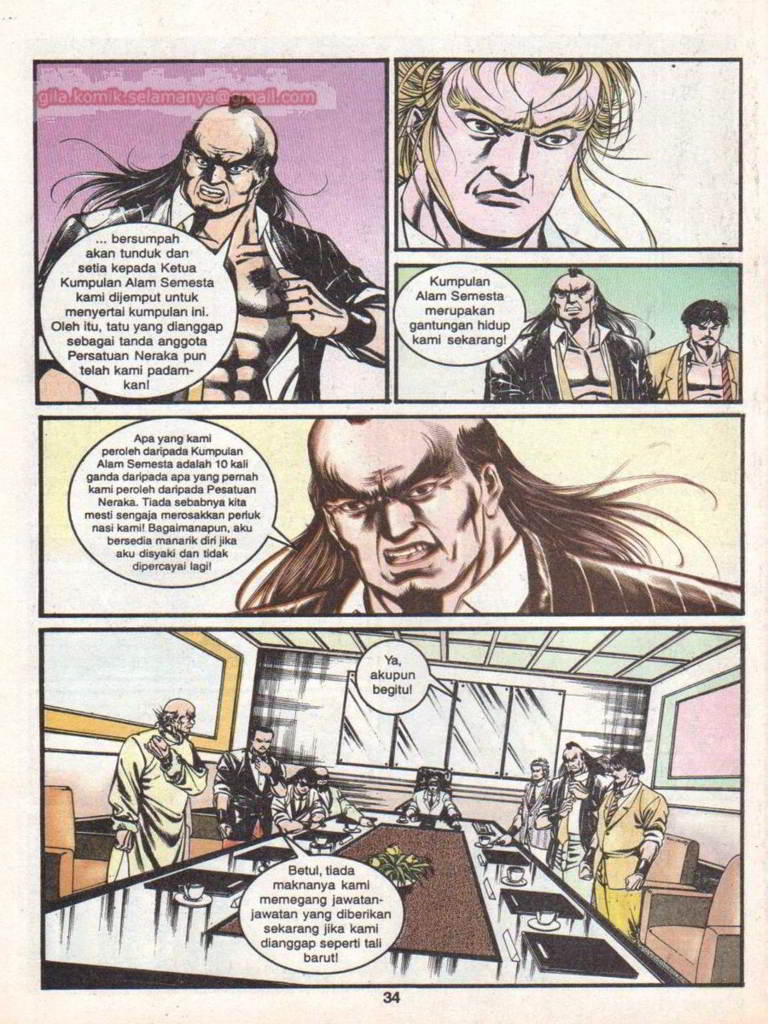 gila.komik.selamanya@gmail.com
... bersumpah
akan tunduk dan
setia kepada Ketua
Kumpulan Alam Semesta
kami dijemput untuk
menyertai kumpulan ini.
Oleh itu, tatu yang dianggap
sebagai tanda anggota
Persatuan Neraka pun
telah kami padam-
kan!
Kumpulan
Alam Semesta
merupakan
gantungan hidup
kami sekarang!
Apa yang kami
peroleh daripada Kumpulan
Alam Semesta adalah 10 kali
ganda daripada apa yang pernah
kami peroleh daripada Pesatuan
Neraka. Tiada sebabnya kita
mesti sengaja merosakkan periuk
nasi kami! Bagaimanapun, aku
bersedia manarik diri jika
aku disyaki dan tidak
dipercayai lagi!
Ya,
akupun
begitu!
Betul, tiada
maknanya kami
memegang jawatan-
jawatan yang diberikan
sekarang jika kami
dianggap seperti tali
barut!
34